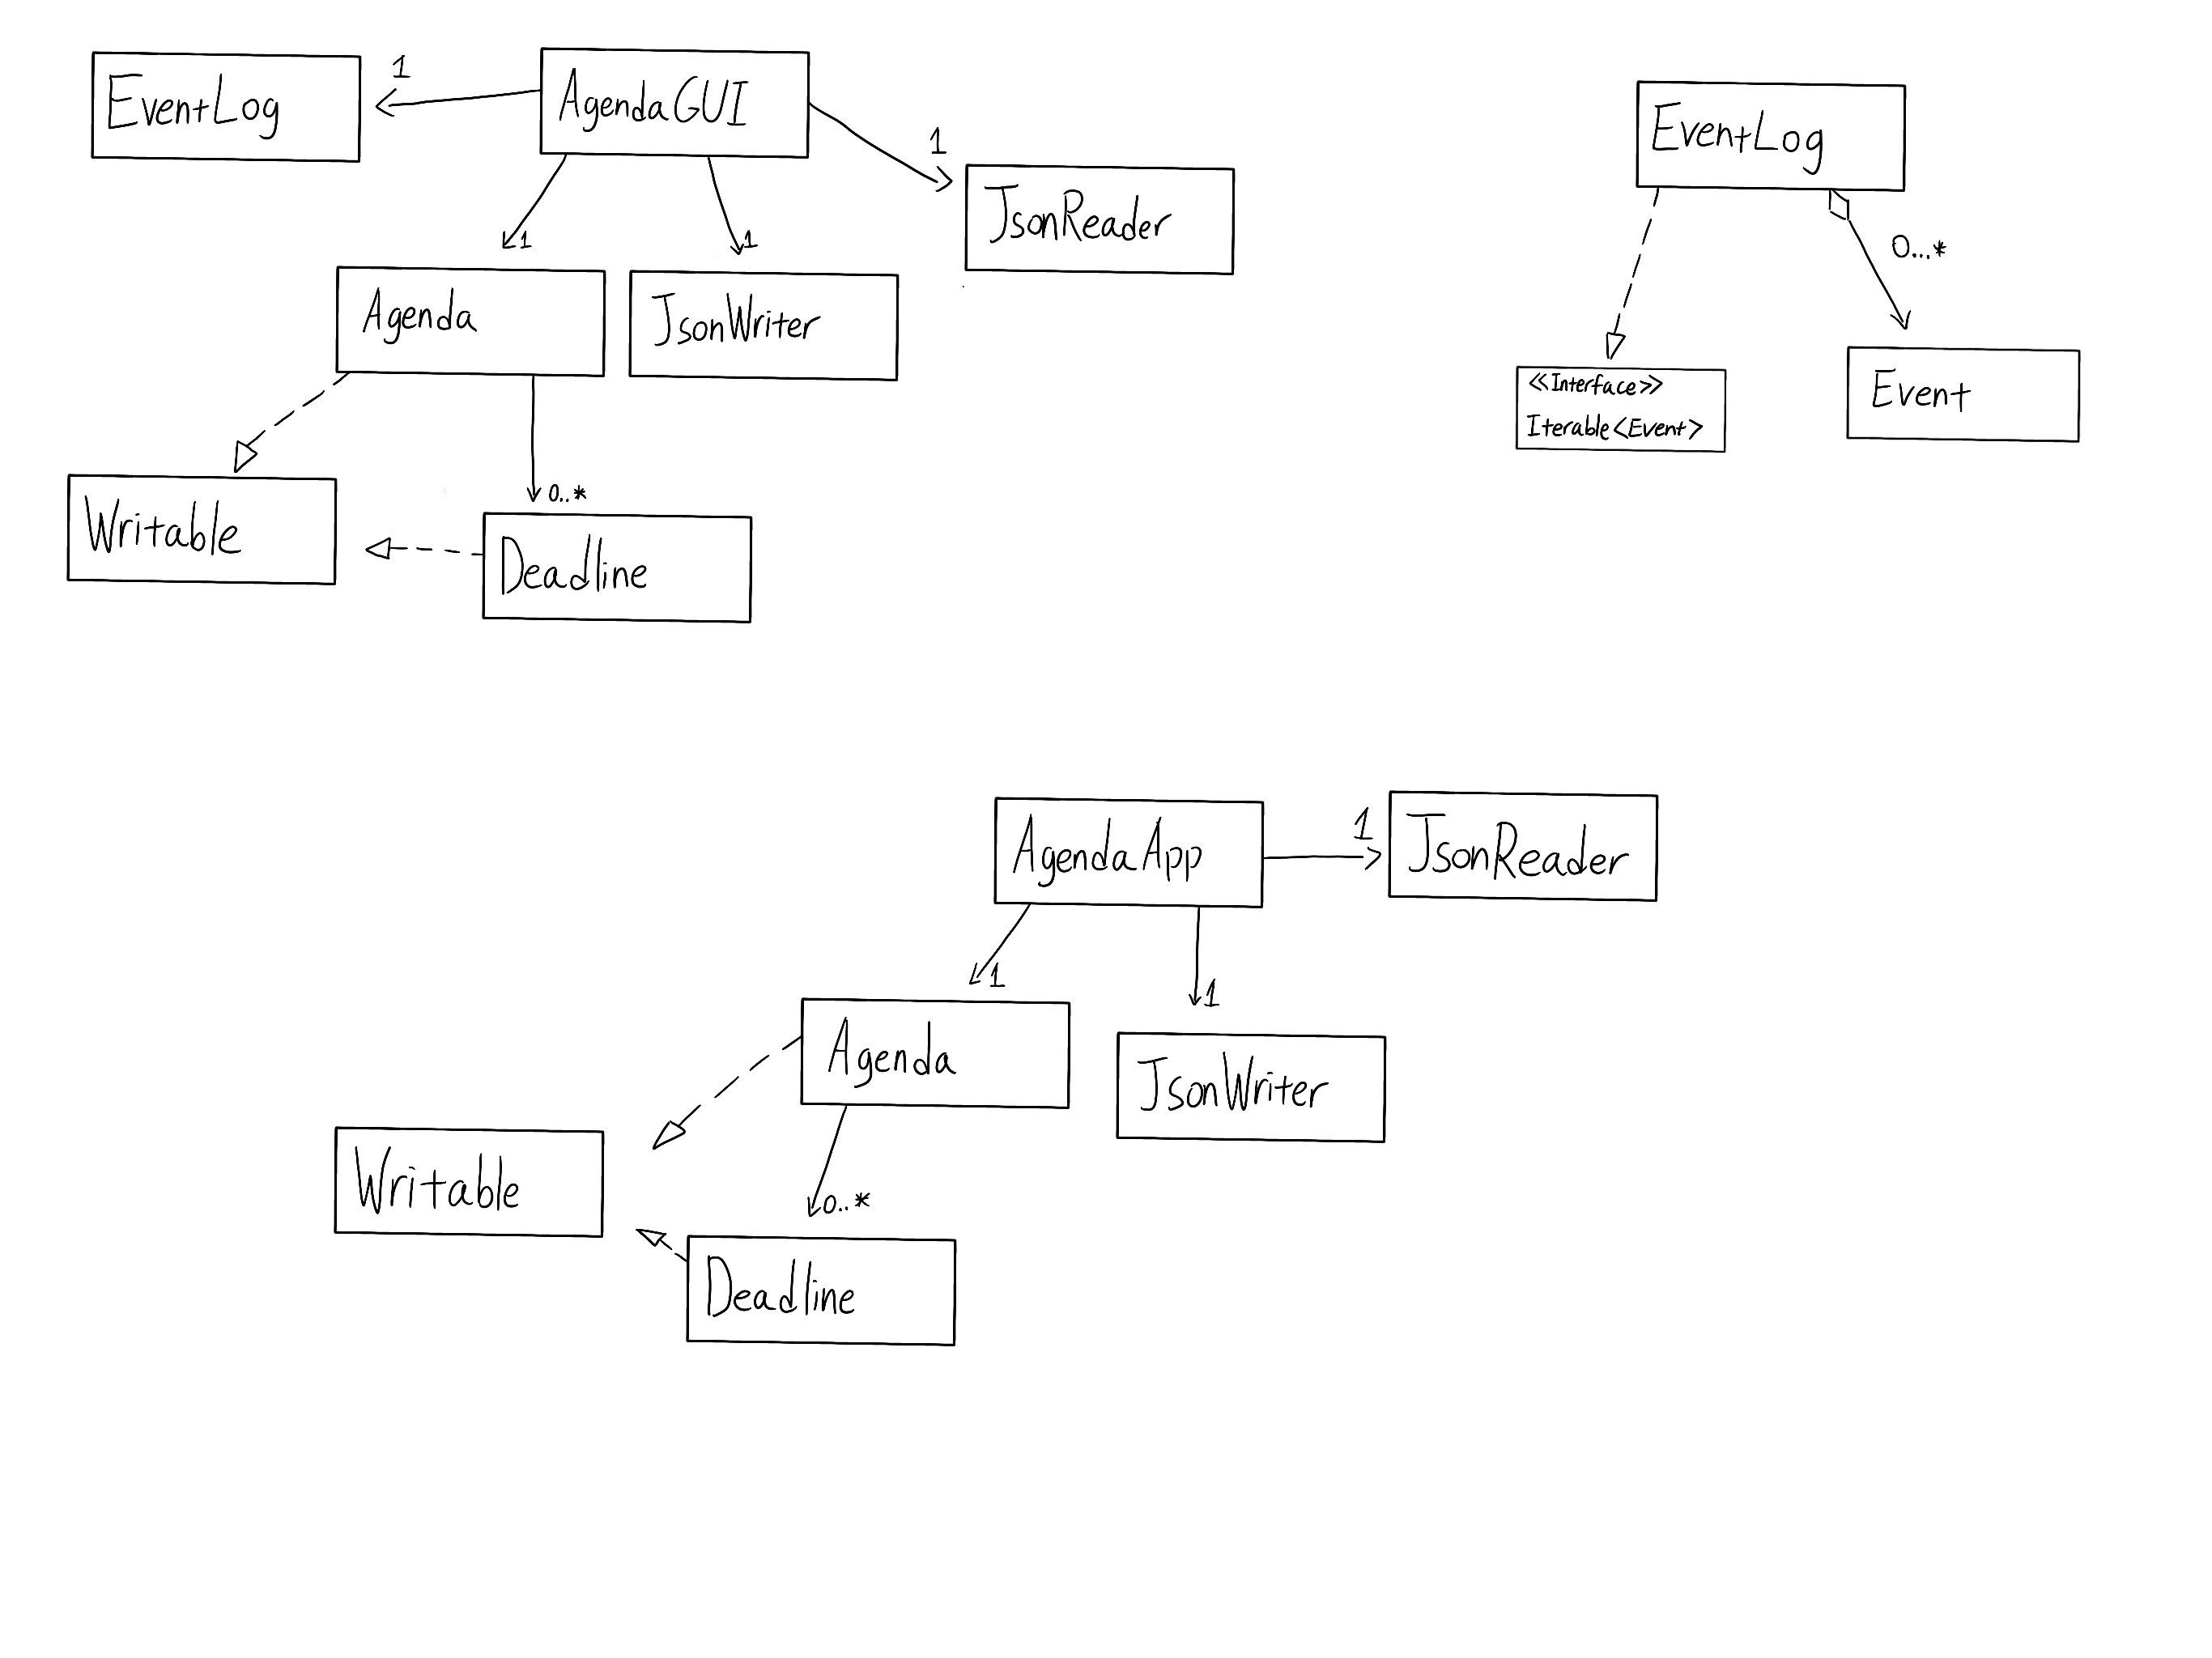 EventLog
1
AgendaGUI
1
JsonReader
1
1
Agenda
JsonWriter
0..*
Writable
Deadline
EventLog
0...*
<<Interface>>
Iterable<Event>
Event
AgendaApp
1
JsonReader
1
1
Agenda
JsonWriter
Writable
0..*
Deadline